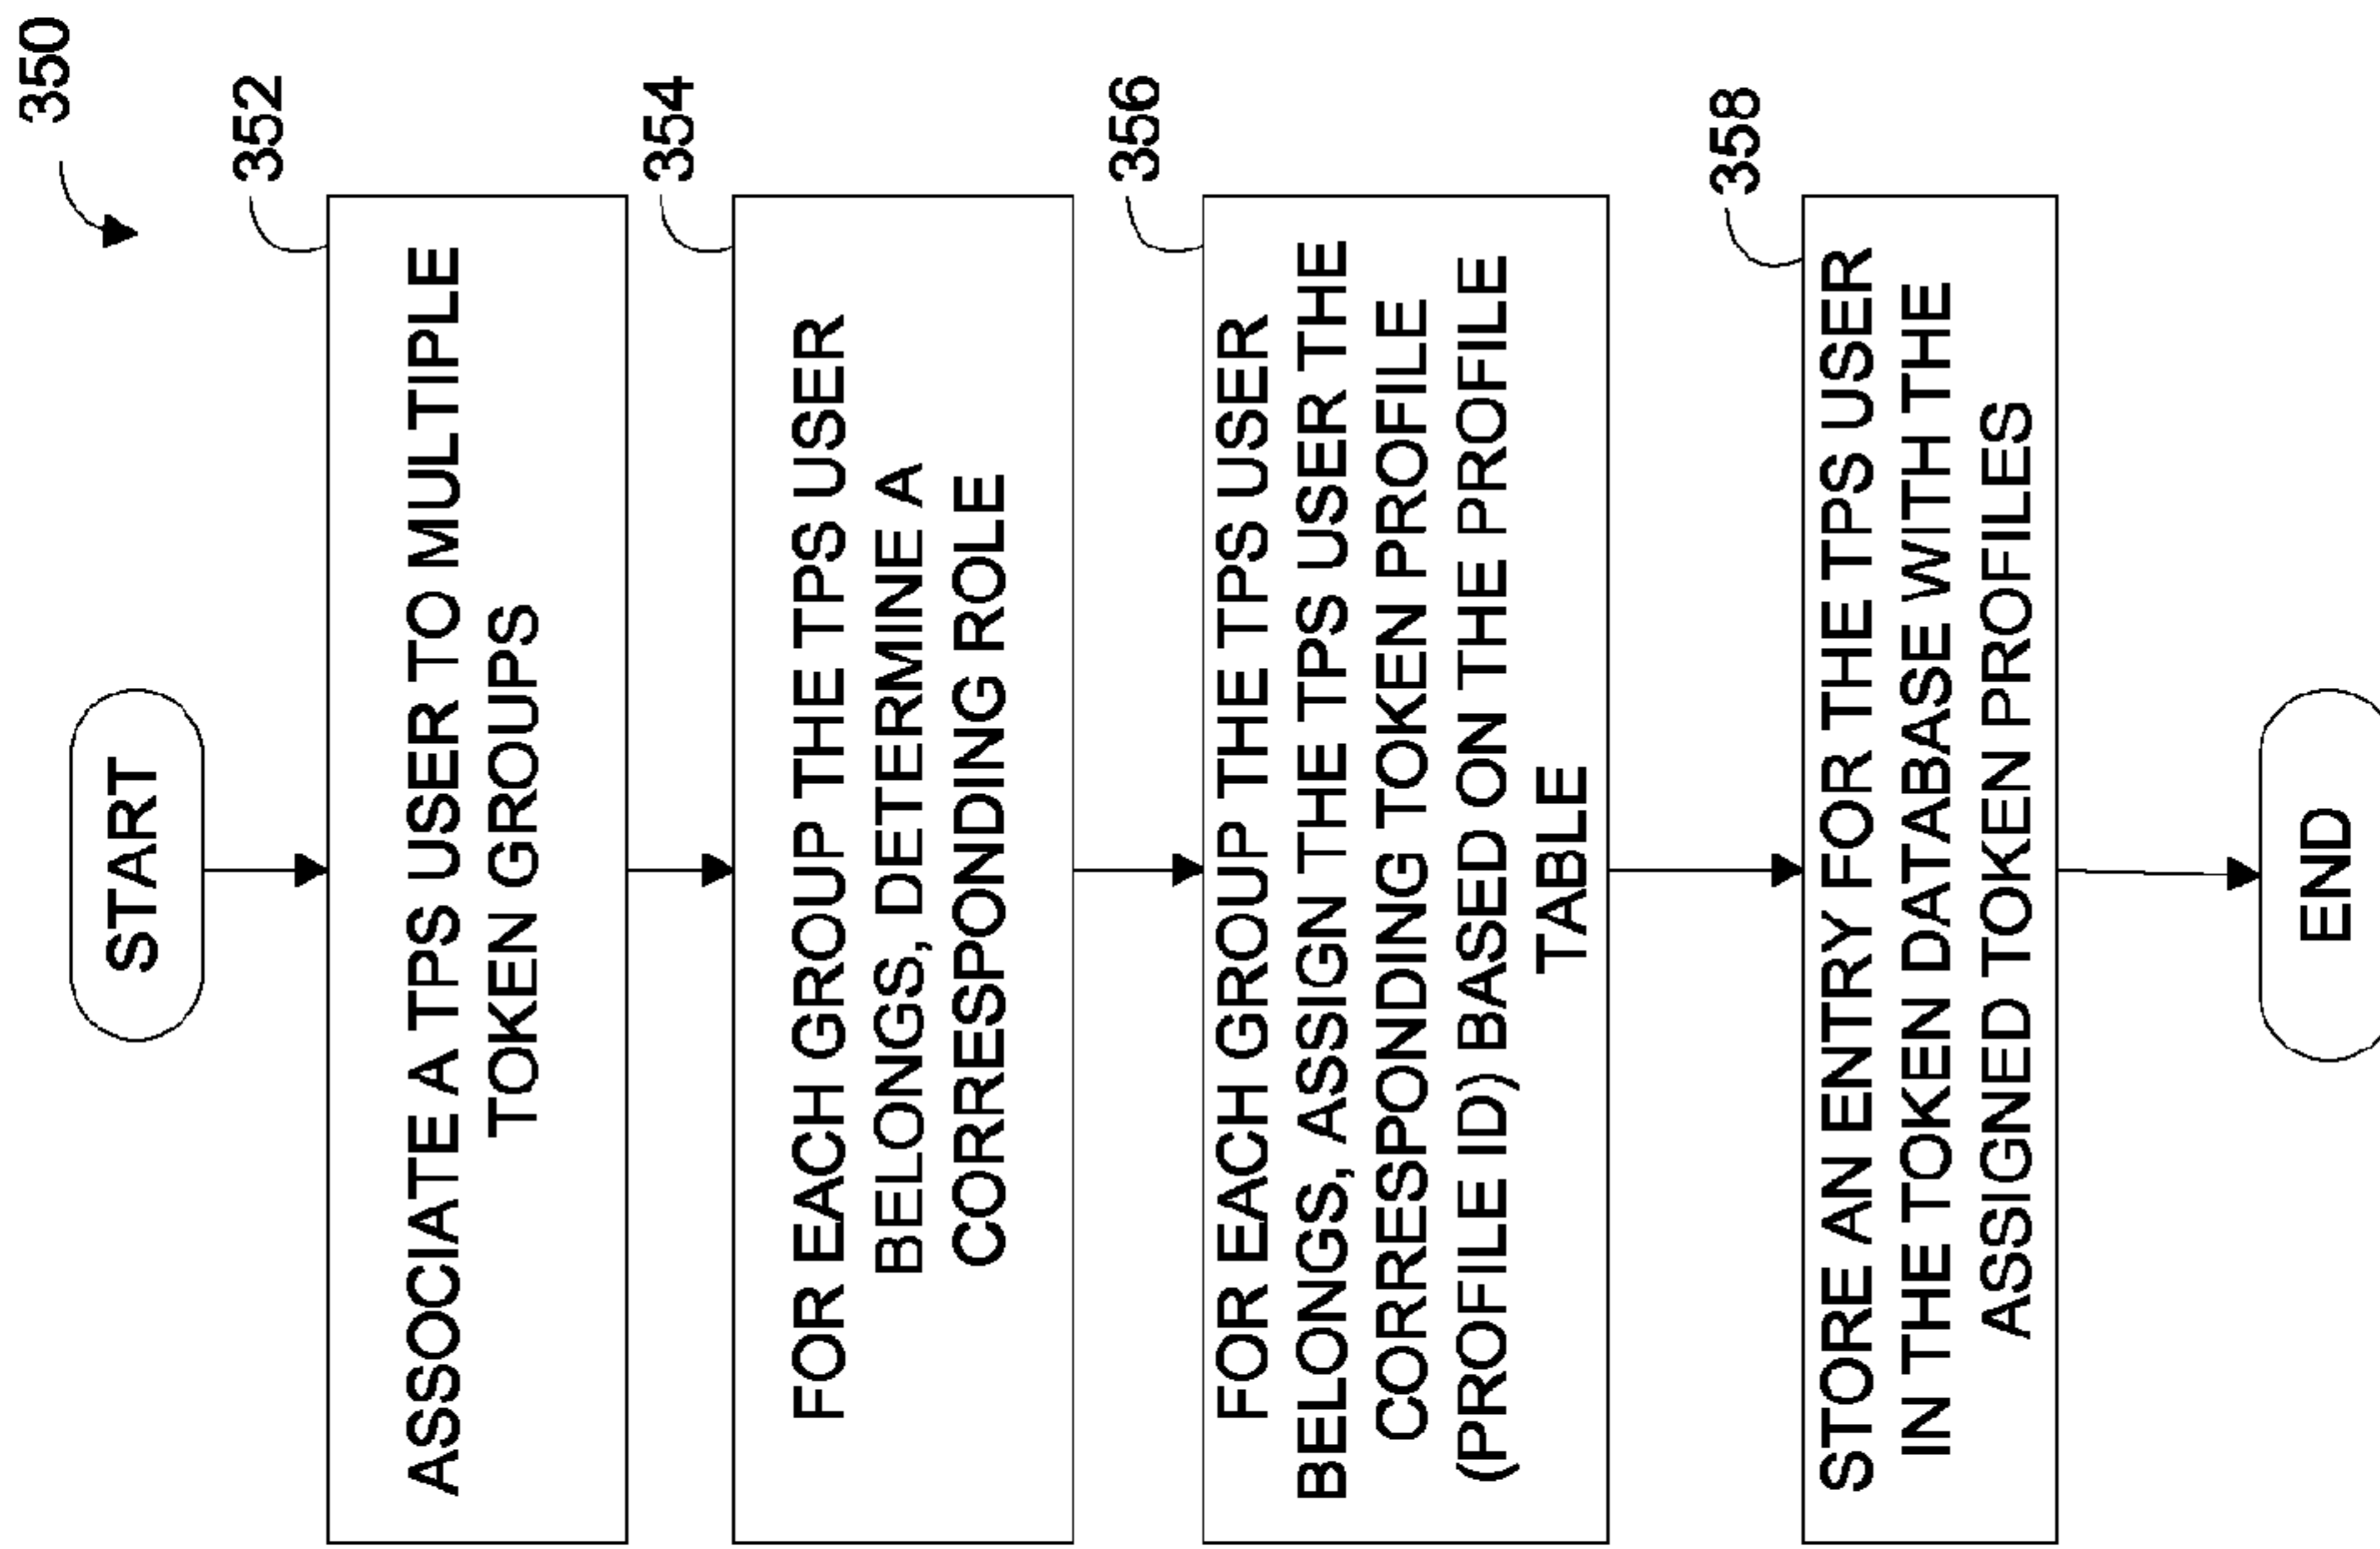 350
START
352
ASSOCIATE A TPS USER TO MULTIPLE
TOKEN GROUPS
354
FOR EACH GROUP THE TPS USER
BELONGS, DETERMINE A
CORRESPONDING ROLE
356
FOR EACH GROUP THE TPS USER
BELONGS, ASSIGN THE TPS USER THE
CORRESPONDING TOKEN PROFILE
(PROFILE ID) BASED ON THE PROFILE
TABLE
358
STORE AN ENTRY FOR THE TPS USER
IN THE TOKEN DATABASE WITH THE
ASSIGNED TOKEN PROFILES
END